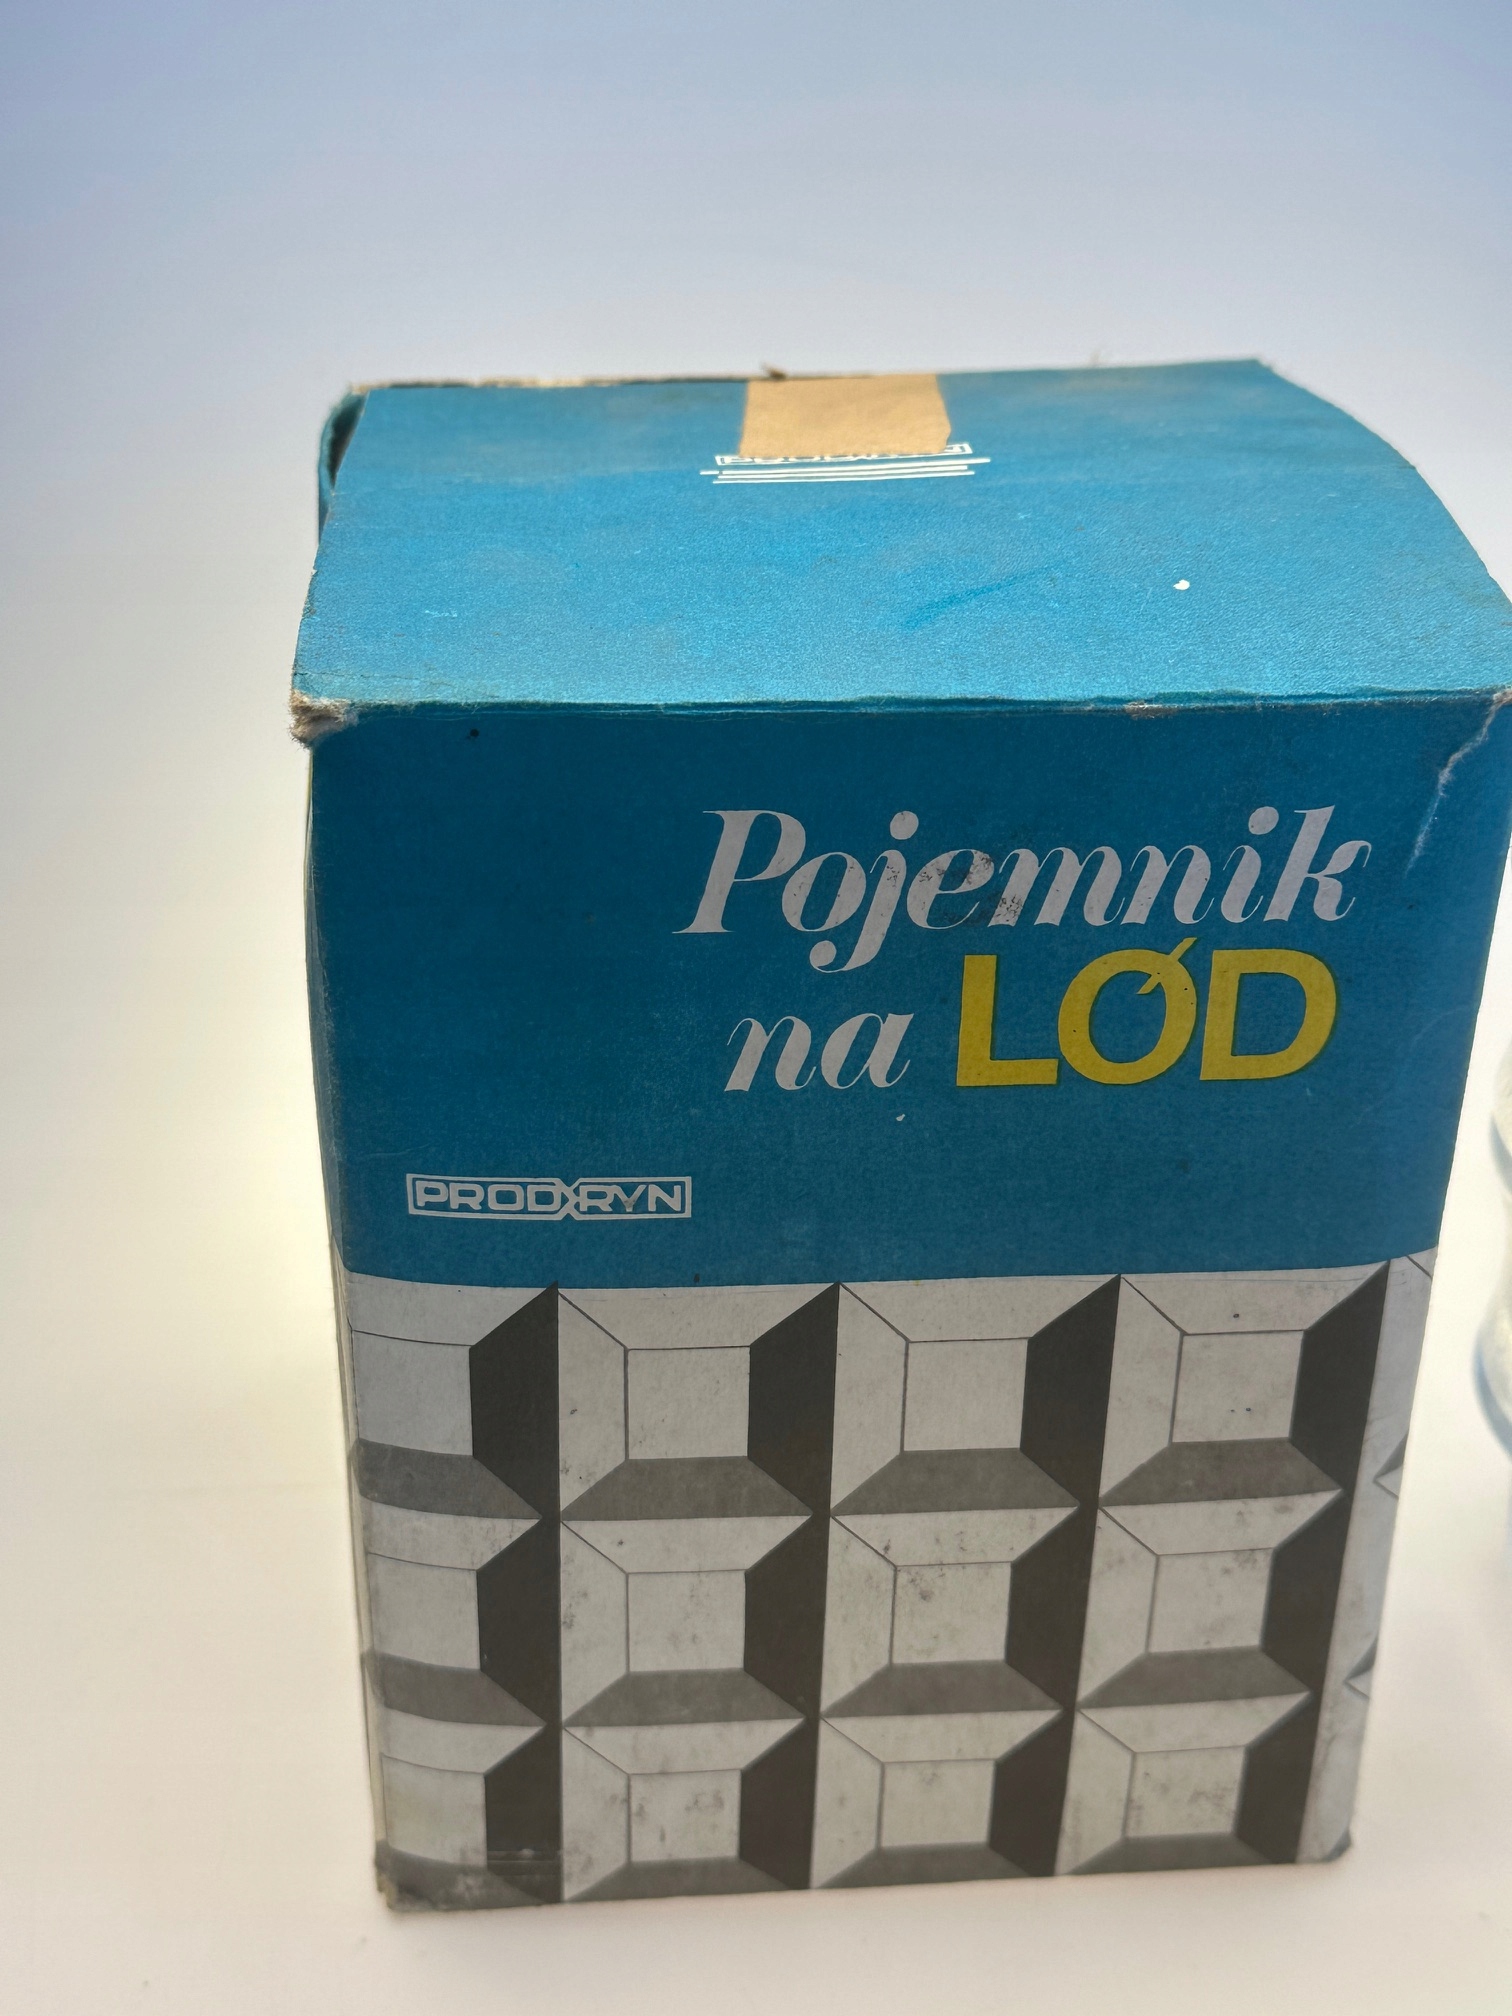 Pojemnik
na LÓD
PRODRYN